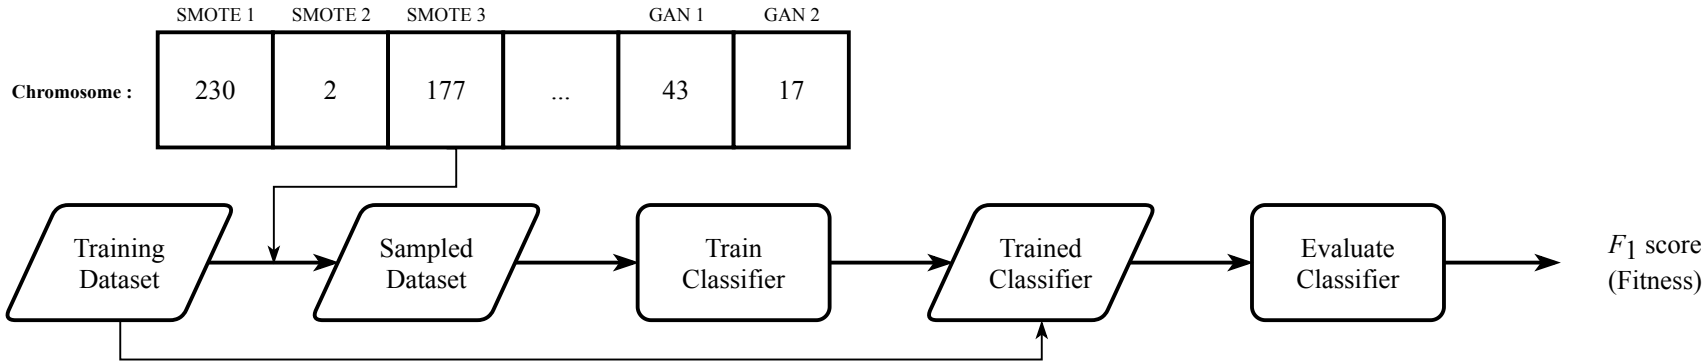 SMOTE 1 SMOTE 2 SMOTE 3 GAN 1 GAN 2
Chromosome : 230 2 177 ... 43 17
Training
Dataset
Sampled
Dataset
Train
Classifier
Trained
Classifier
Evaluate
Classifier
F1 score
(Fitness)